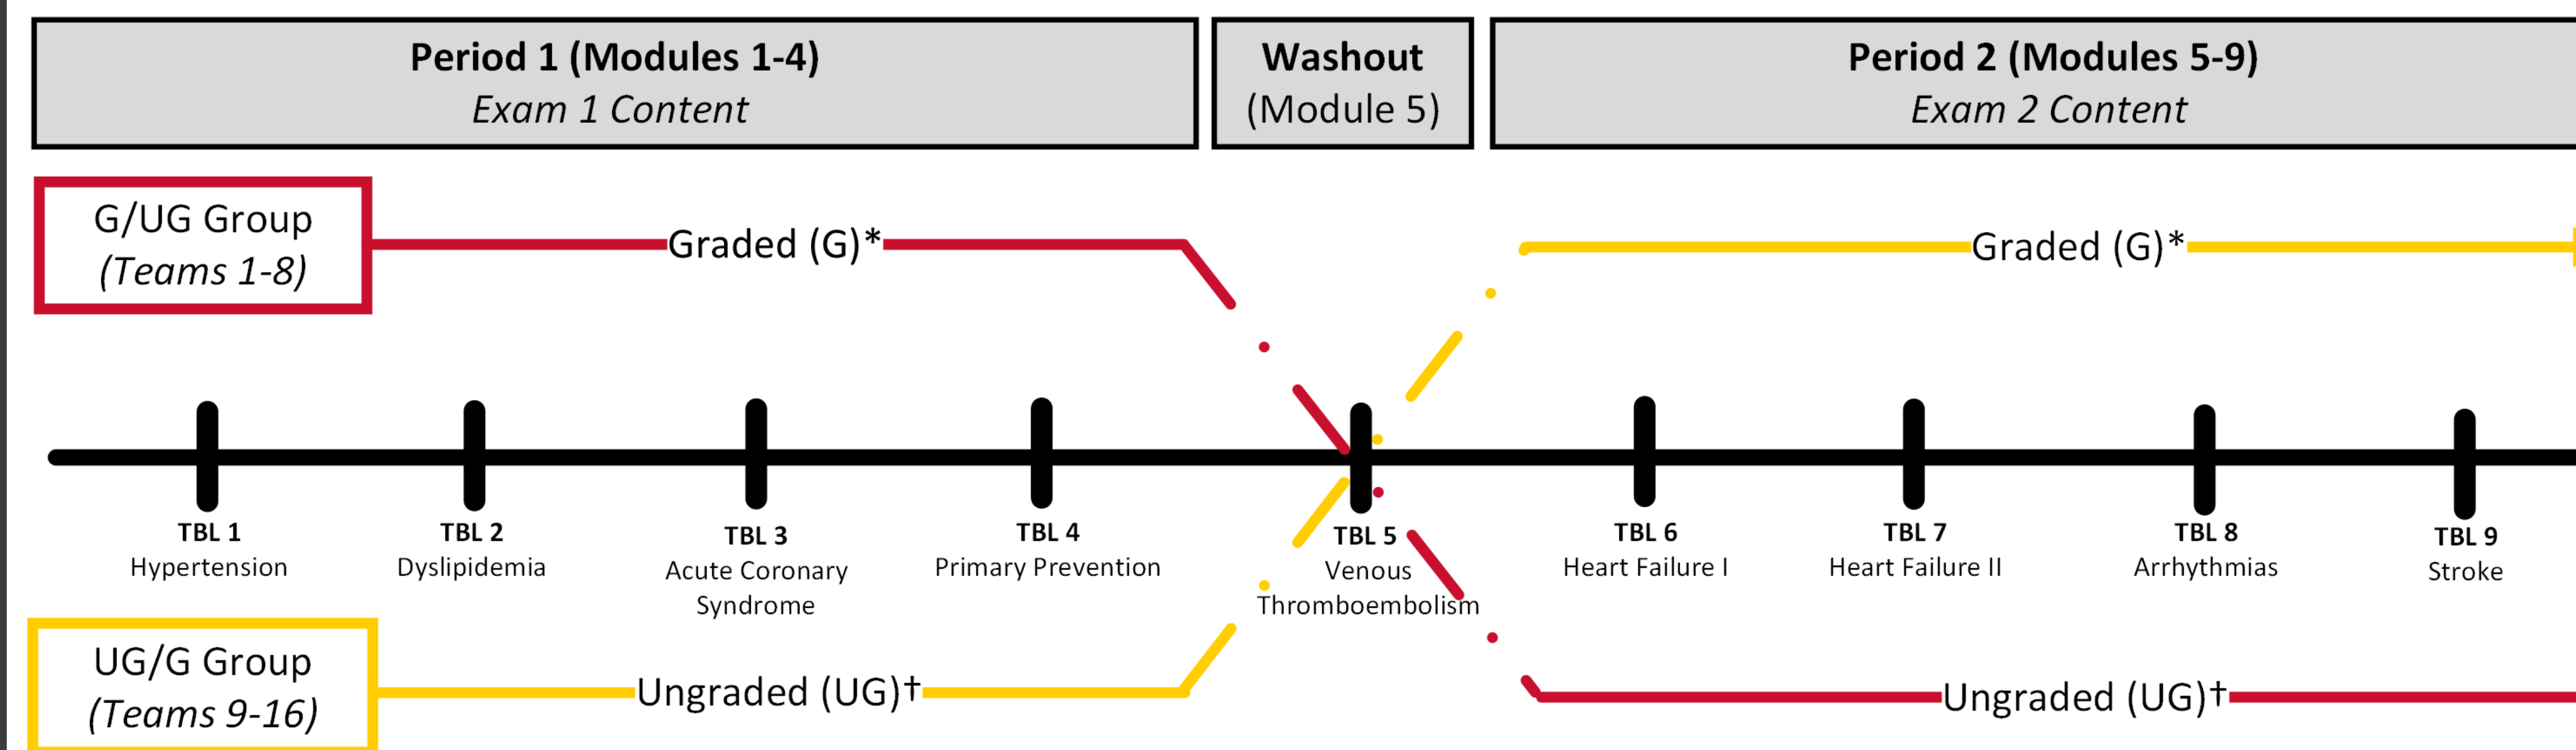 Period 1 (Modules 1-4)
Exam 1 Content
Washout
(Module 5)
Period 2 (Modules 5-9)
Exam 2 Content
G/UG Group
(Teams 1-8)
Graded (G)*
Graded (G)*
TBL 1
Hypertension
TBL 2
Dyslipidemia
TBL 3
Acute Coronary
Syndrome
TBL 4
Primary Prevention
TBL 5
Venous
Thromboembolism
TBL 6
Heart Failure I
TBL 7
Heart Failure II
TBL 8
Arrhythmias
TBL 9
Stroke
UG/G Group
(Teams 9-16)
Ungraded (UG)†
Ungraded (UG)†